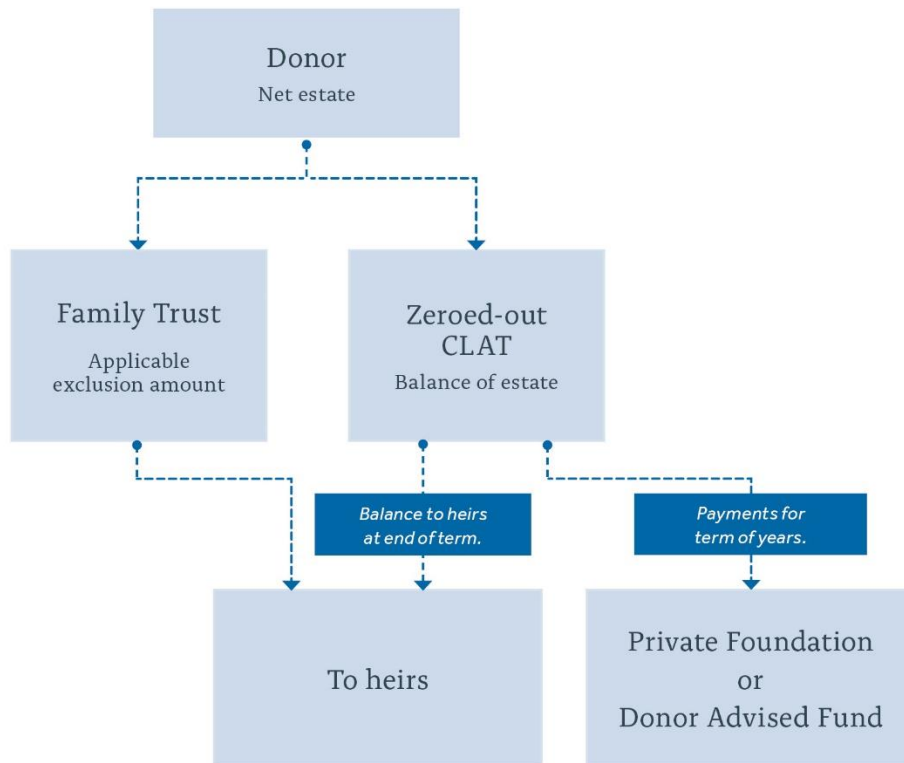 Donor
Net estate
Family Trust
Applicable
exclusion amount
Zeroed-out
CLAT
Balance of estate
Balance to heirs
at end of term.
Payments for
term of years.
To heirs
Private Foundation
or
Donor Advised Fund